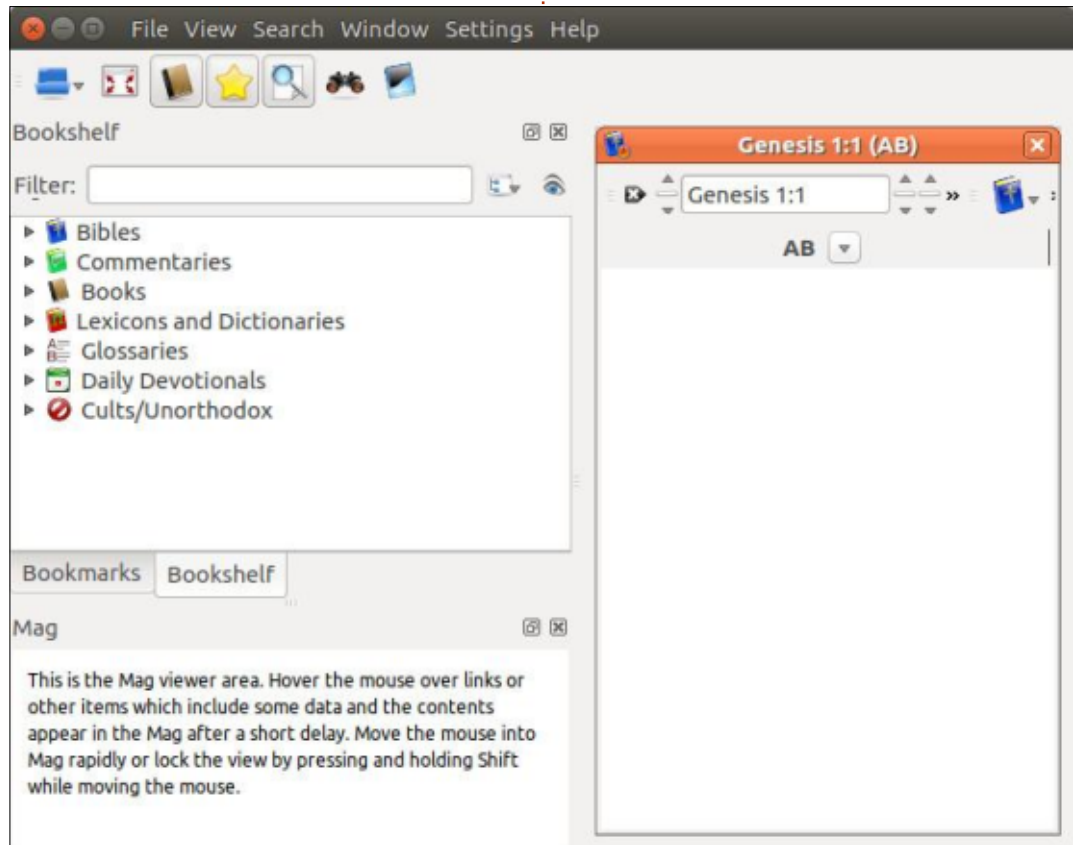 File View Search Window Settings Help
Bookshelf
Filter:
Bibles
Commentaries
Books
Lexicons and Dictionaries
Glossaries
Daily Devotionals
Cults/Unorthodox
Bookmarks Bookshelf
Mag
This is the Mag viewer area. Hover the mouse over links or
other items which include some data and the contents
appear in the Mag after a short delay. Move the mouse into
Mag rapidly or lock the view by pressing and holding Shift
while moving the mouse.
Genesis 1:1 (AB)
Genesis 1:1
AB